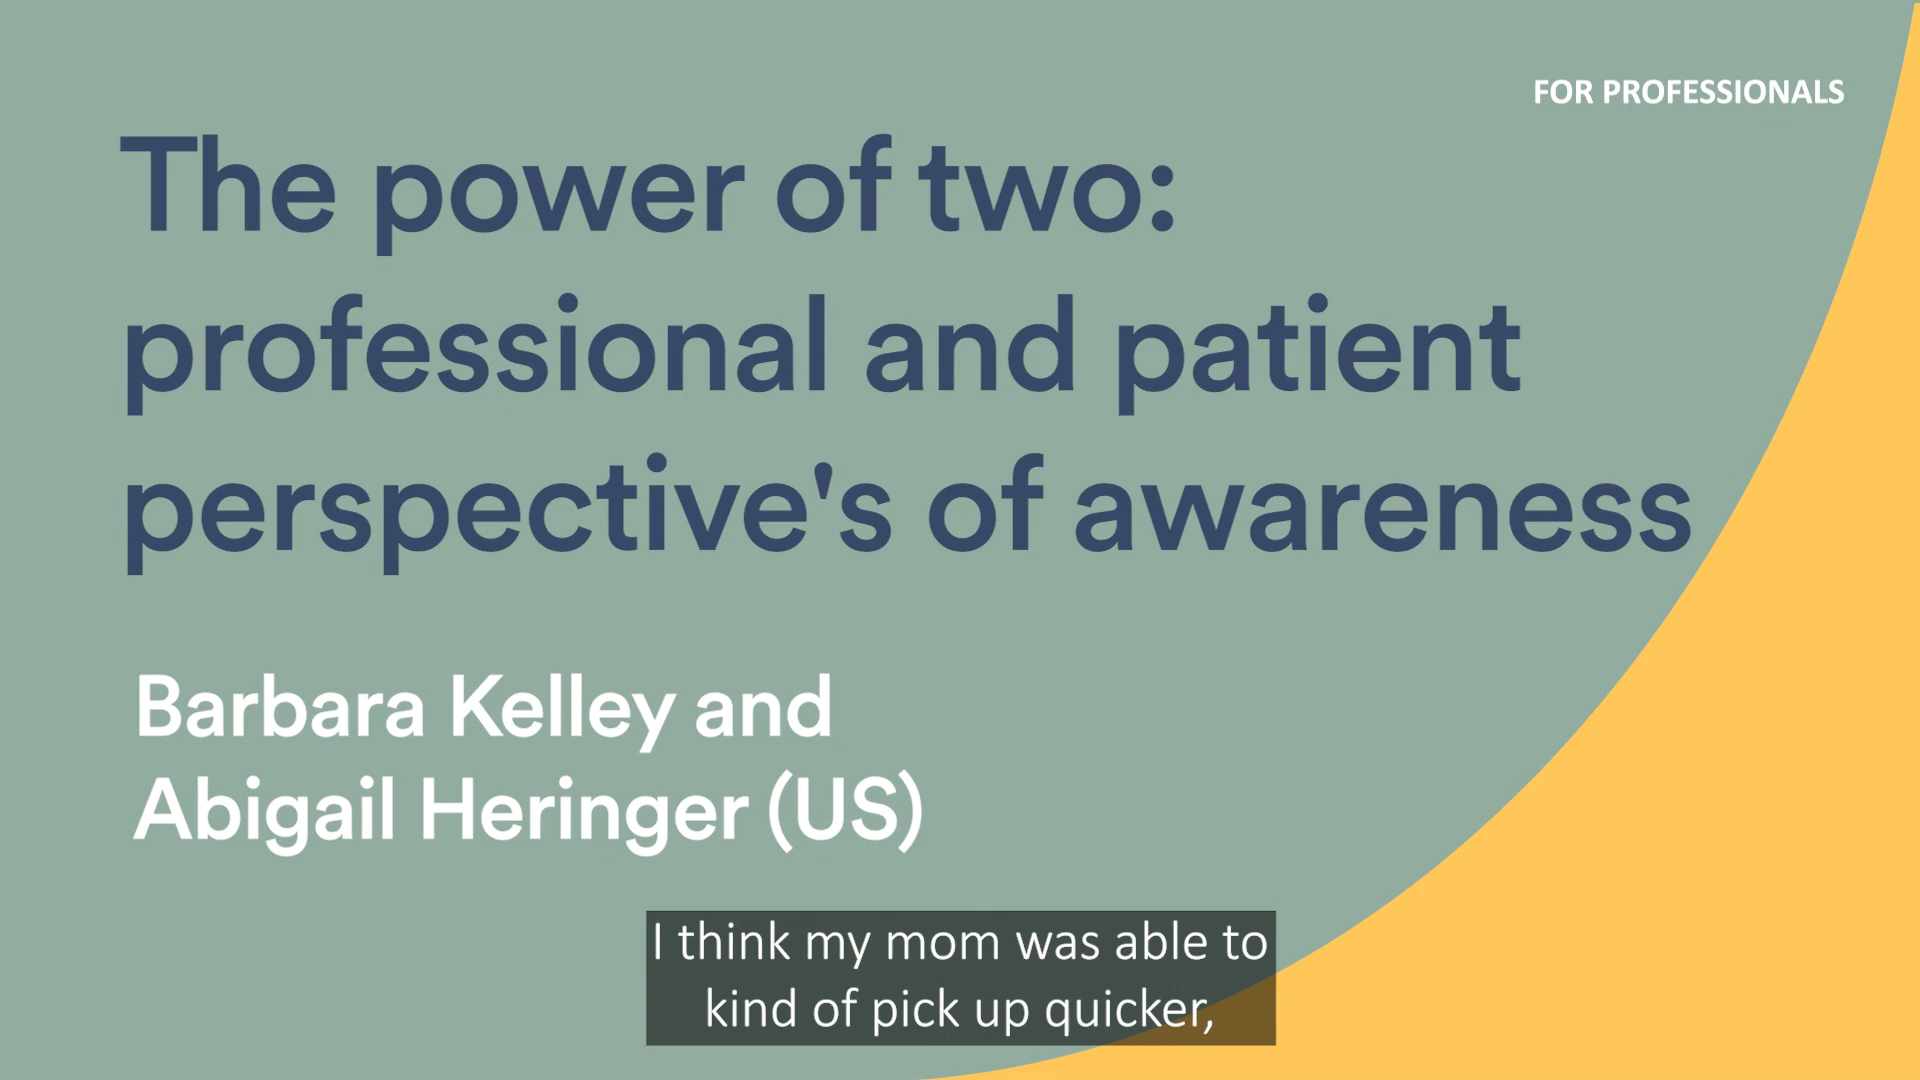 FOR PROFESSIONALS
The power of two:
professional and patient
perspective's of awareness
Barbara Kelley and
Abigail Heringer (US)
I think my mom was able to
kind of pick up quicker,